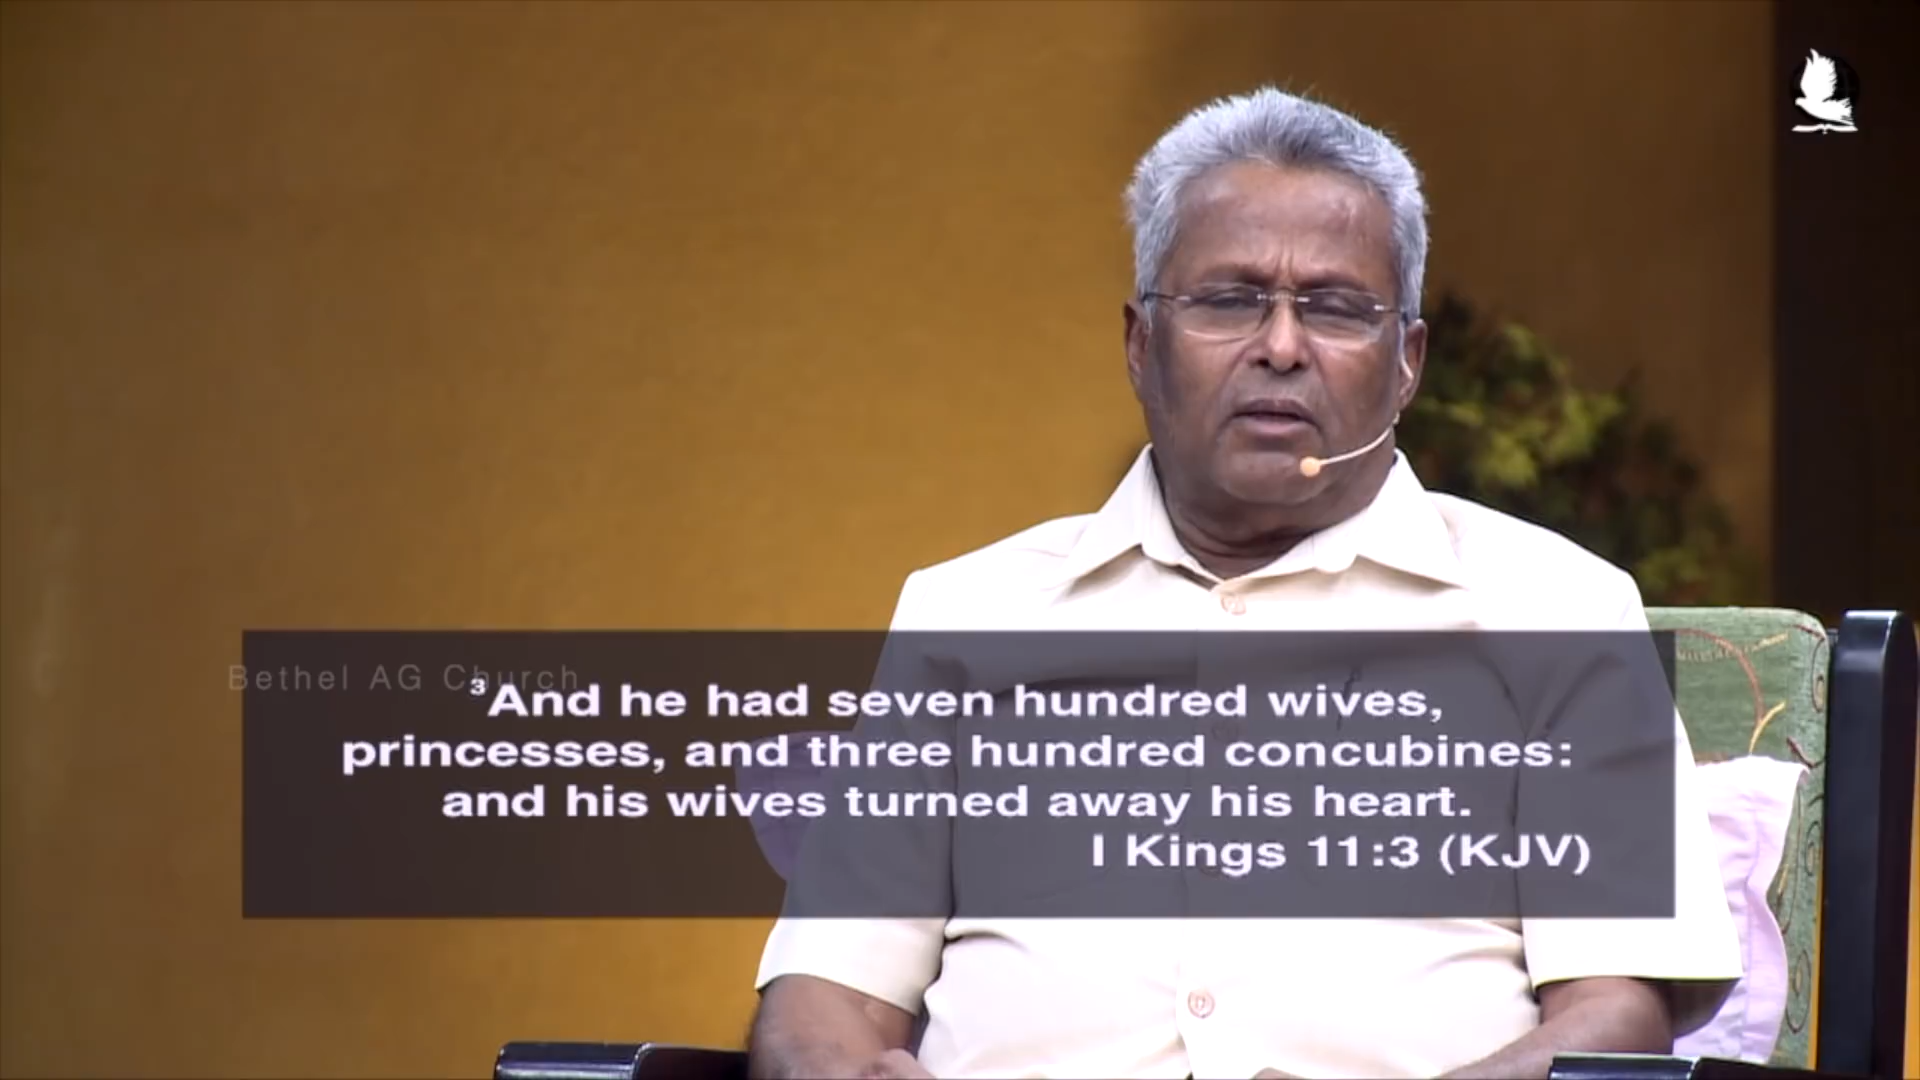 Bethel AG Church
³And he had seven hundred wives,
princesses, and three hundred concubines:
and his wives turned away his heart.
I Kings 11:3 (KJV)